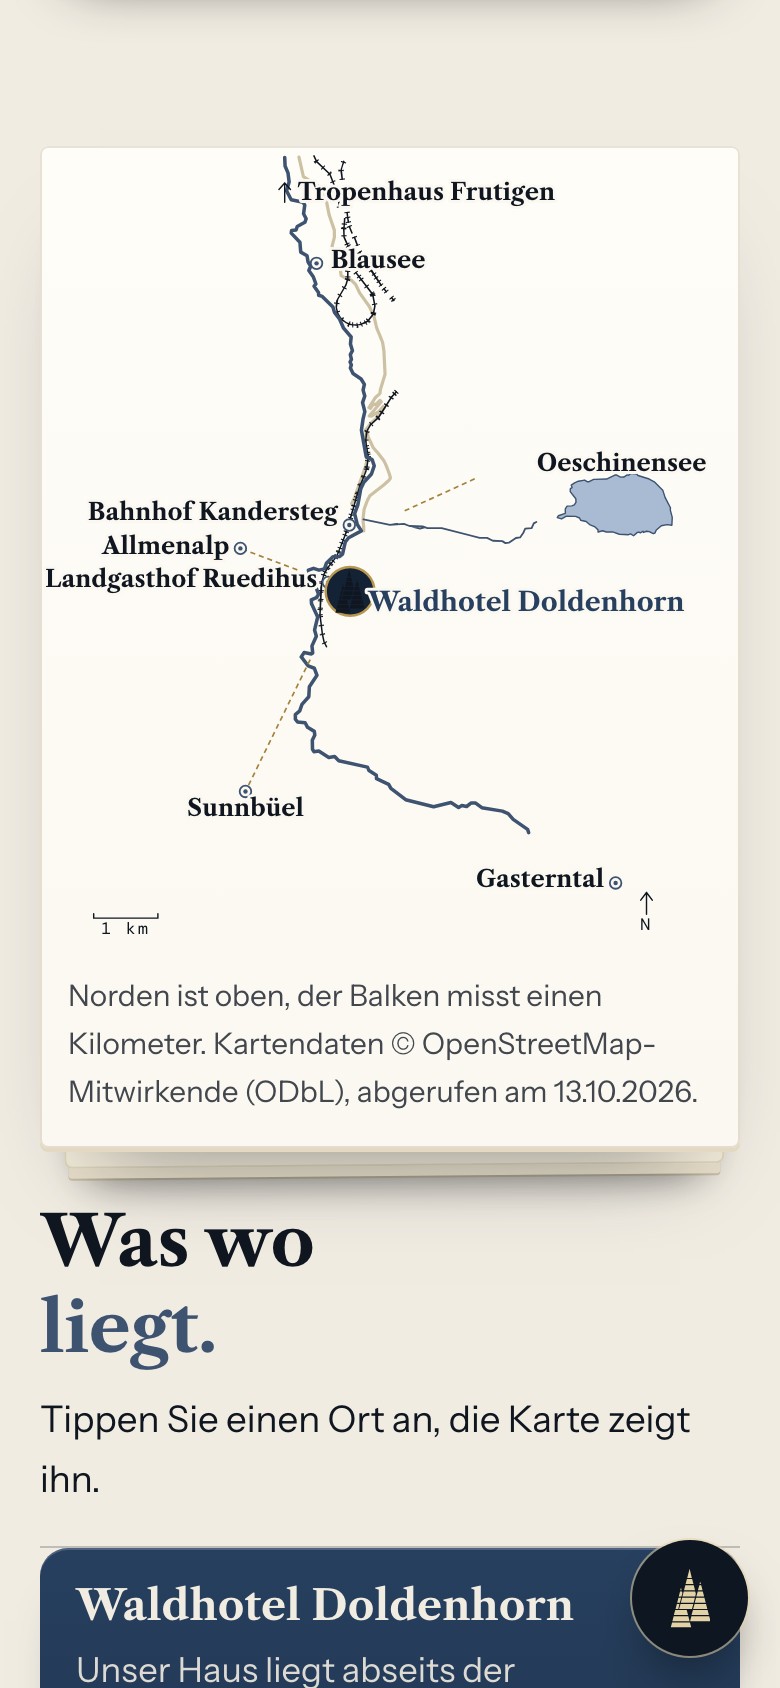 Tropenhaus Frutigen
Blausee
Oeschinensee
Bahnhof Kandersteg
Allmenalp
Landgasthof Ruedihus
Waldhotel Doldenhorn
Sunnbüel
Gasterntal
1 km
N
Norden ist oben, der Balken misst einen
Kilometer. Kartendaten © OpenStreetMap-
Mitwirkende (ODbL), abgerufen am 13.10.2026.
Was wo
liegt.
Tippen Sie einen Ort an, die Karte zeigt
ihn.
Waldhotel Doldenhorn
Unser Haus liegt abseits der